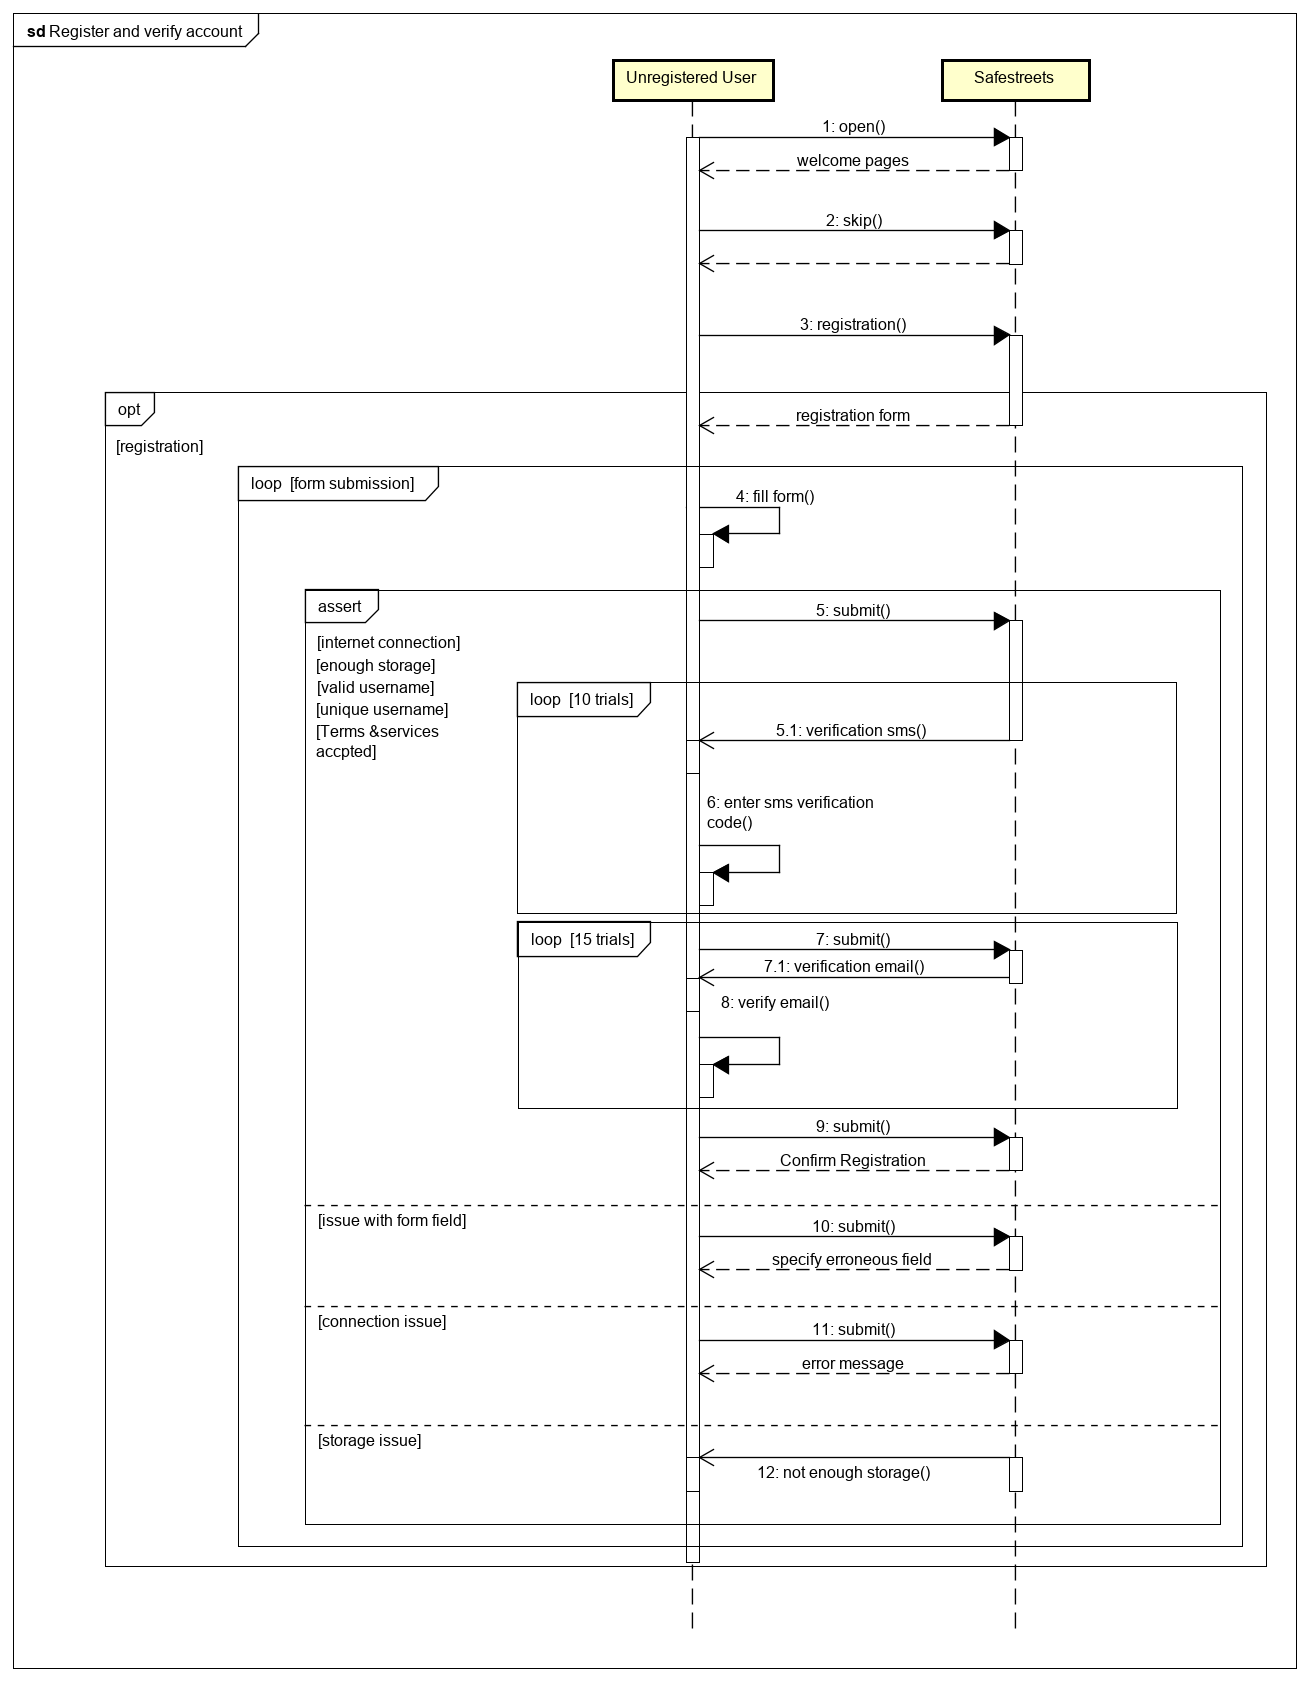 sd Register and verify account
Unregistered User
Safestreets
1: open()
welcome pages
2: skip()
3: registration()
opt
registration form
[registration]
loop [form submission]
4: fill form()
assert
5: submit()
[internet connection]
[enough storage]
[valid username]
loop [10 trials]
[unique username]
[Terms &services
accpted]
5.1: verification sms()
6: enter sms verification
code()
loop [15 trials]
7: submit()
7.1: verification email()
8: verify email()
9: submit()
Confirm Registration
[issue with form field]
10: submit()
specify erroneous field
[connection issue]
11: submit()
error message
[storage issue]
12: not enough storage()